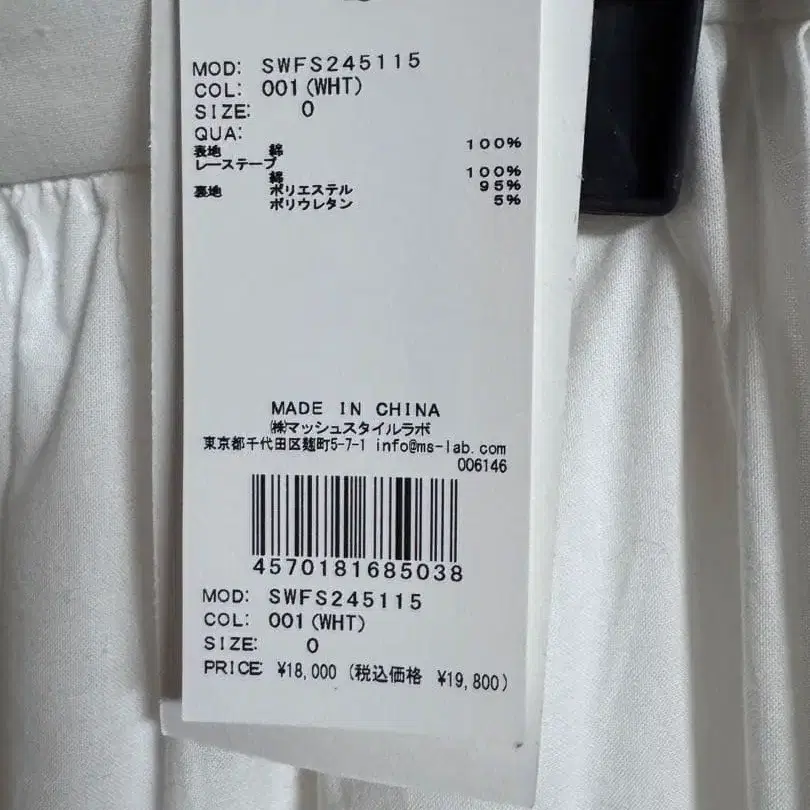 MOD: SWFS245115
COL: 001(WHT)
SIZE: 0
QUA:
表地 綿 100%
レーステープ
綿 100%
裏地 ポリエステル 95%
ポリウレタン 5%
MADE IN CHINA
㈱マッシュスタイルラボ
東京都千代田区麹町5-7-1 info@ms-lab.com
006146
4570181685038
MOD: SWFS245115
COL: 001(WHT)
SIZE: 0
PRICE: ¥18,000 (税込価格 ¥19,800)